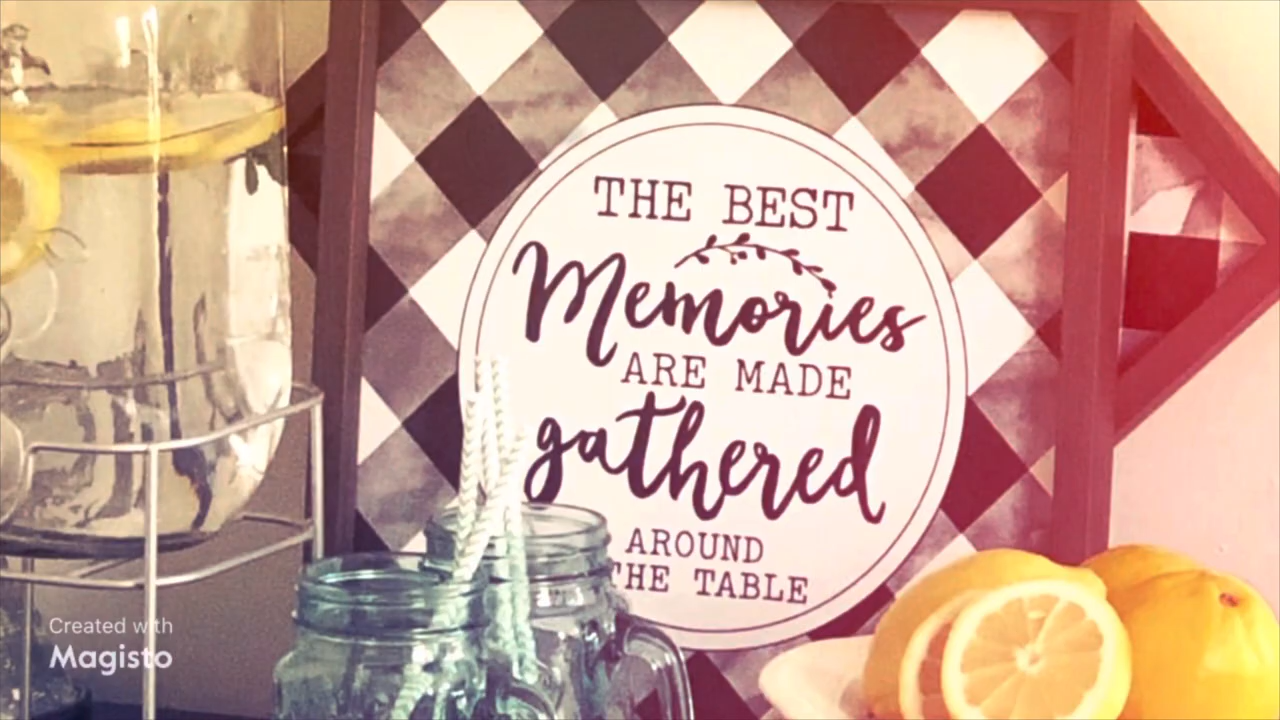 THE BEST
Memories
ARE MADE
gathered
AROUND
THE TABLE
Created with
Magisto